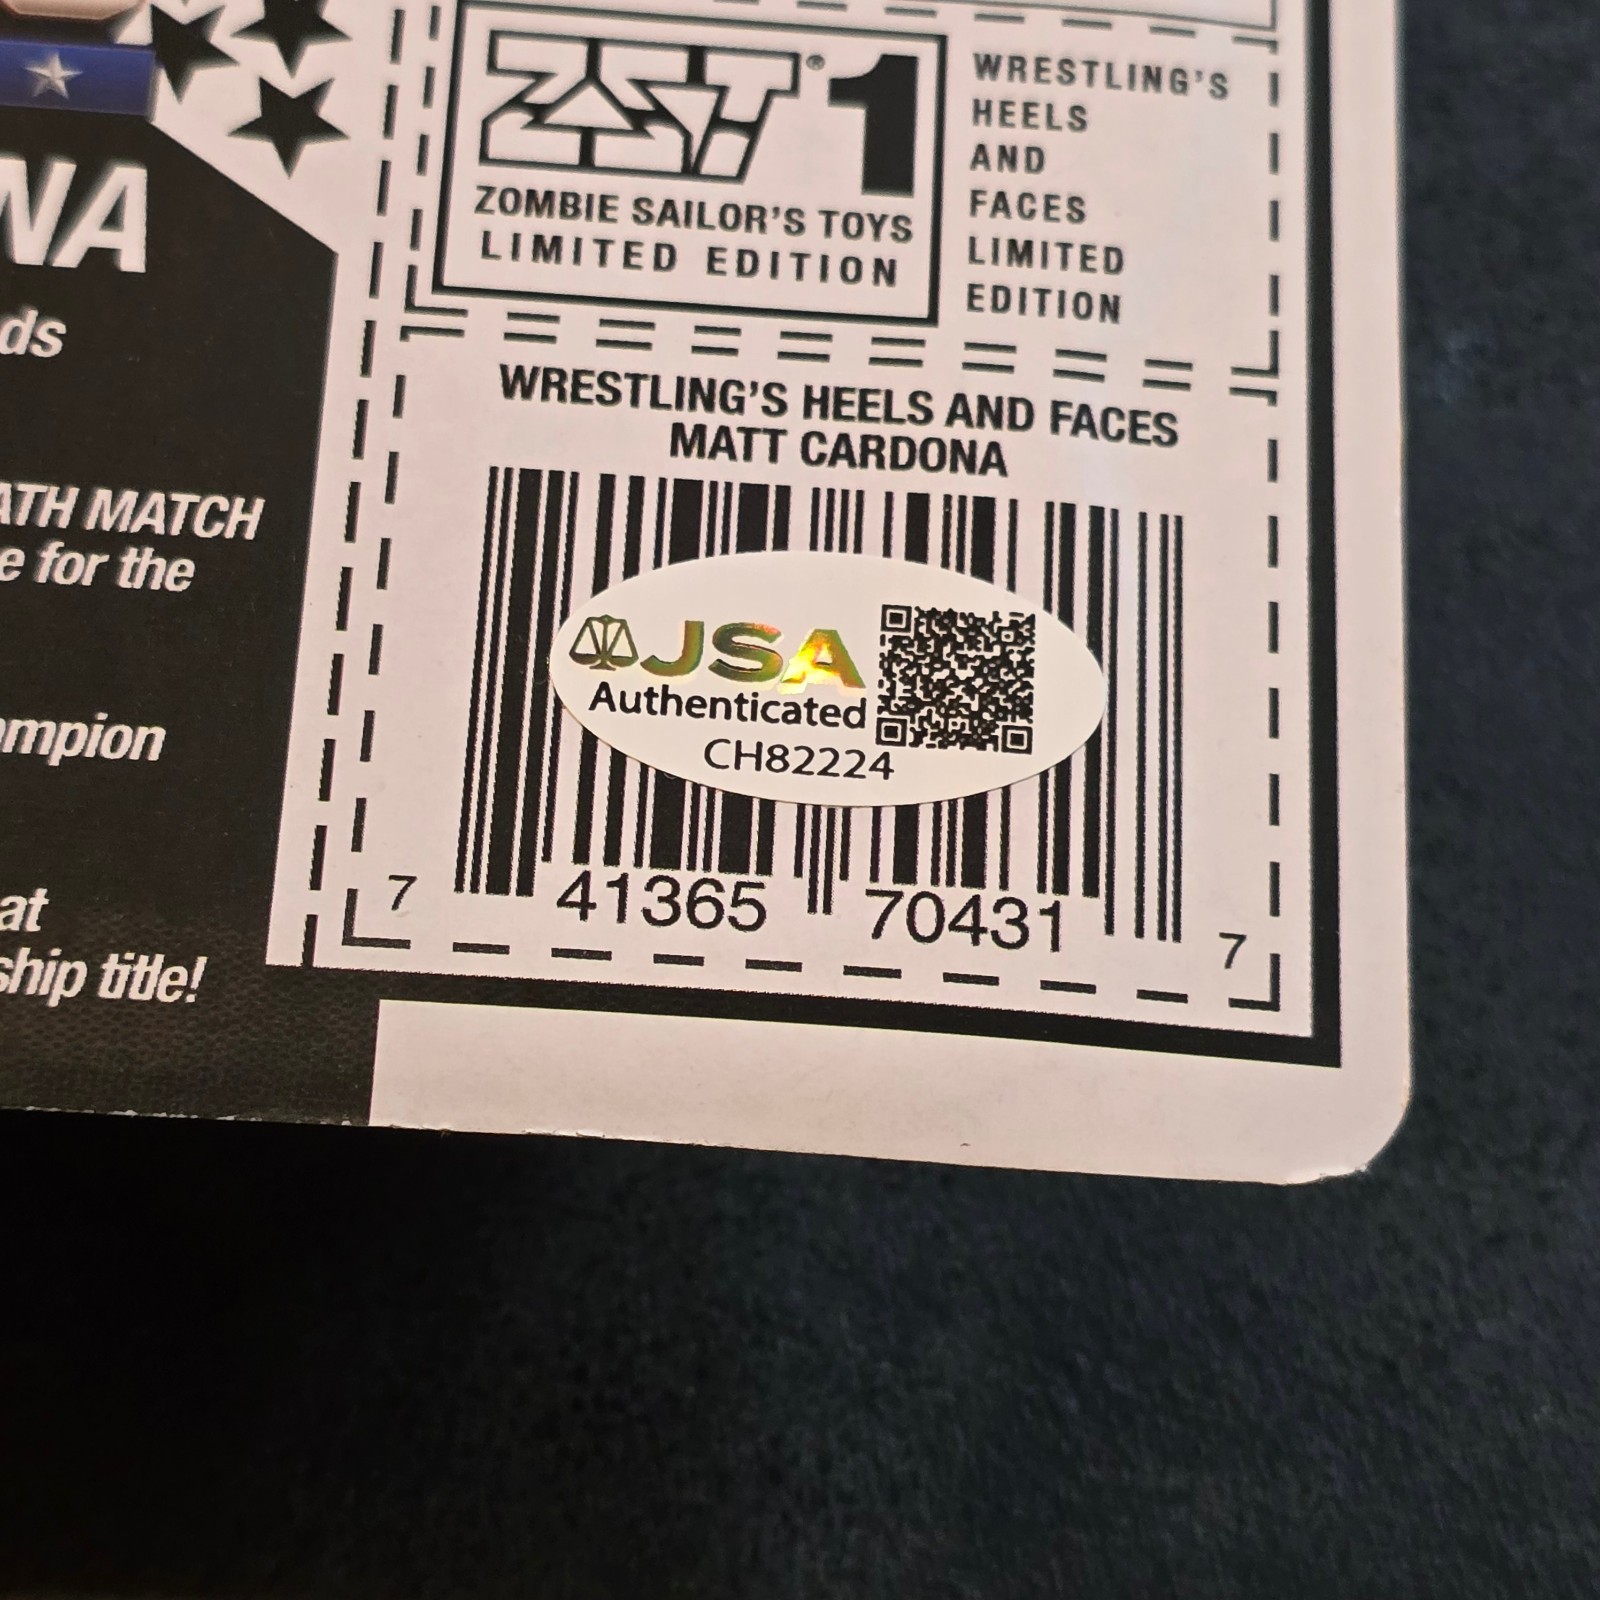 NA
ds
ATH MATCH
e for the
mpion
at
ship title!
ZST® 1
ZOMBIE SAILOR'S TOYS
LIMITED EDITION
WRESTLING'S
HEELS
AND
FACES
LIMITED
EDITION
WRESTLING'S HEELS AND FACES
MATT CARDONA
JSA
Authenticated
CH82224
7 41365 70431 7